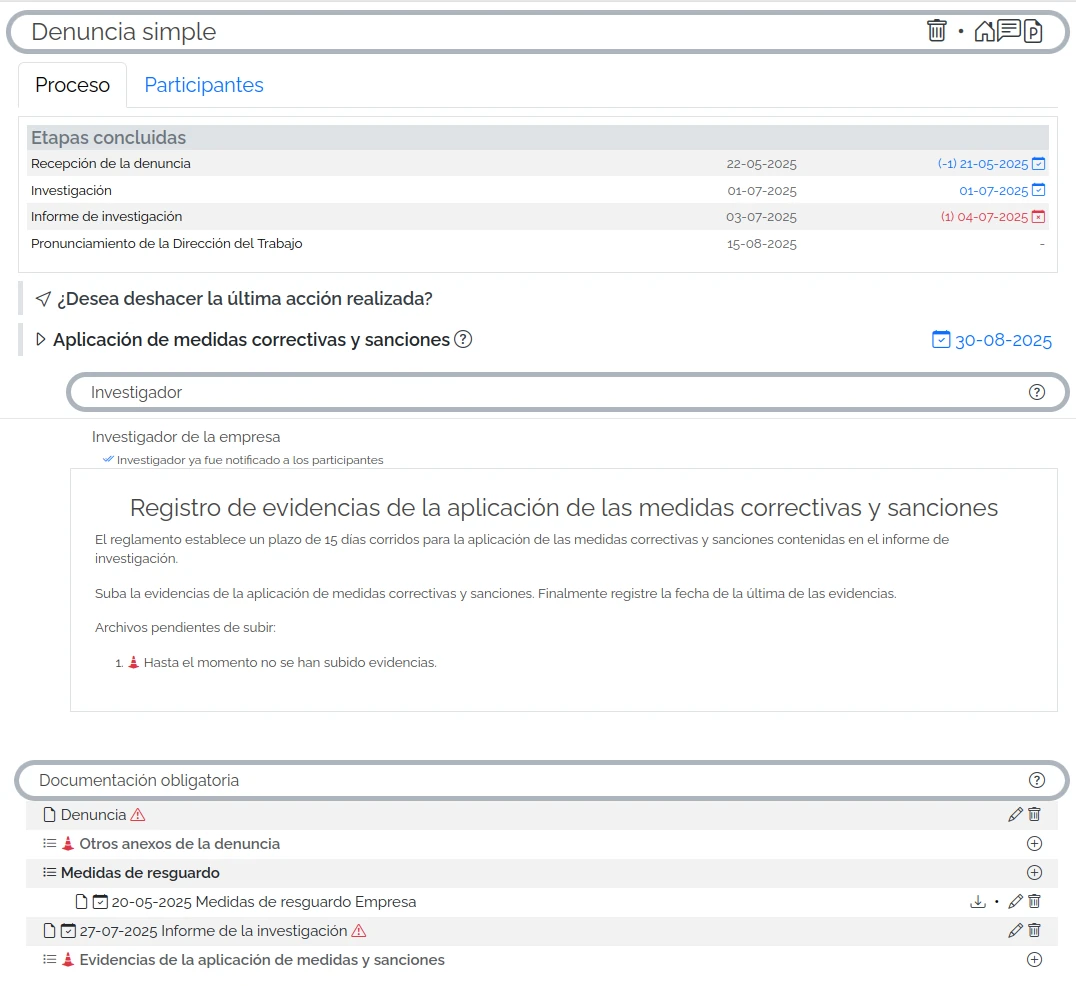 Denuncia simple
Proceso Participantes
Etapas concluidas
Recepción de la denuncia 22-05-2025 (-1) 21-05-2025
Investigación 01-07-2025 01-07-2025
Informe de investigación 03-07-2025 (1) 04-07-2025
Pronunciamiento de la Dirección del Trabajo 15-08-2025 -
¿Desea deshacer la última acción realizada?
Aplicación de medidas correctivas y sanciones 30-08-2025
Investigador
Investigador de la empresa
Investigador ya fue notificado a los participantes
Registro de evidencias de la aplicación de las medidas correctivas y sanciones
El reglamento establece un plazo de 15 días corridos para la aplicación de las medidas correctivas y sanciones contenidas en el informe de
investigación.
Suba la evidencias de la aplicación de medidas correctivas y sanciones. Finalmente registre la fecha de la última de las evidencias.
Archivos pendientes de subir:
1. Hasta el momento no se han subido evidencias.
Documentación obligatoria
Denuncia
Otros anexos de la denuncia
Medidas de resguardo
20-05-2025 Medidas de resguardo Empresa
27-07-2025 Informe de la investigación
Evidencias de la aplicación de medidas y sanciones